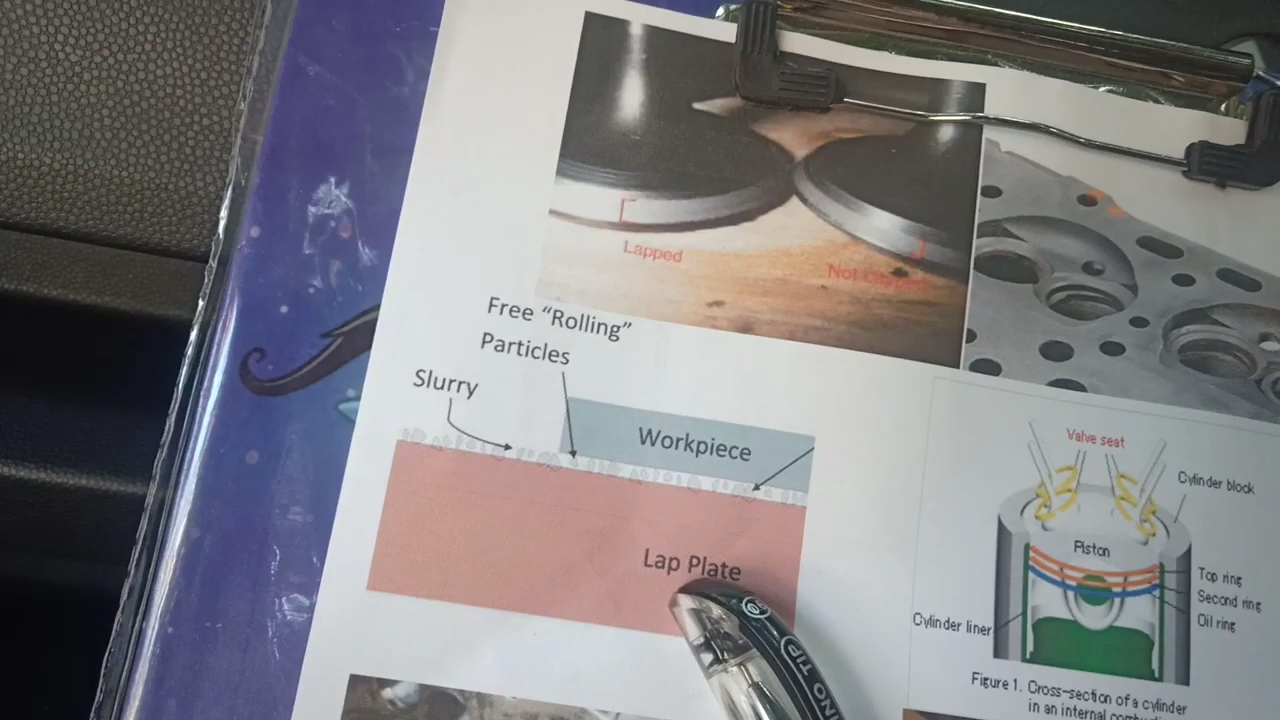 Lapped
Not Lapped
Free “Rolling”
Particles
Slurry
Workpiece
Lap Plate
Valve seat
Cylinder block
Piston
Top ring
Second ring
Oil ring
Cylinder liner
Figure 1. Cross-section of a cylinder
in an internal
TIP